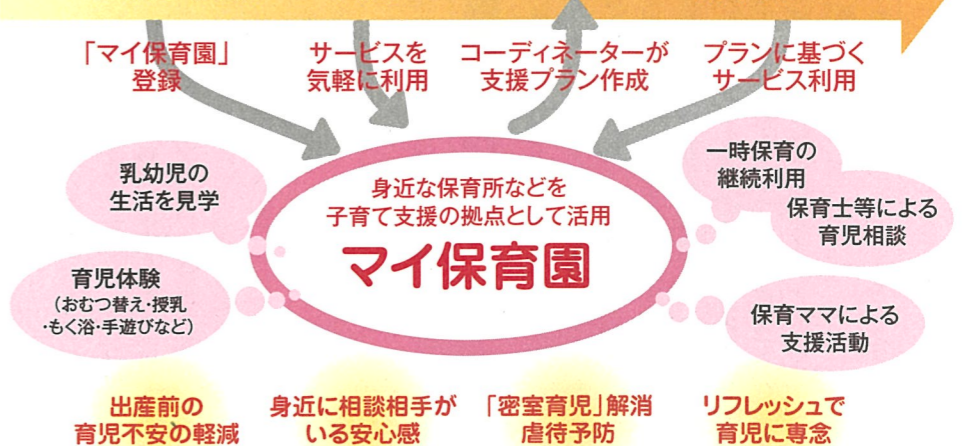 「マイ保育園」
登録
サービスを
気軽に利用
コーディネーターが
支援プラン作成
プランに基づく
サービス利用
乳幼児の
生活を見学
育児体験
(おむつ替え・授乳
・もく浴・手遊びなど)
身近な保育所などを
子育て支援の拠点として活用
マイ保育園
一時保育の
継続利用
保育士等による
育児相談
保育ママによる
支援活動
出産前の
育児不安の軽減
身近に相談相手が
いる安心感
「密室育児」解消
虐待予防
リフレッシュで
育児に専念